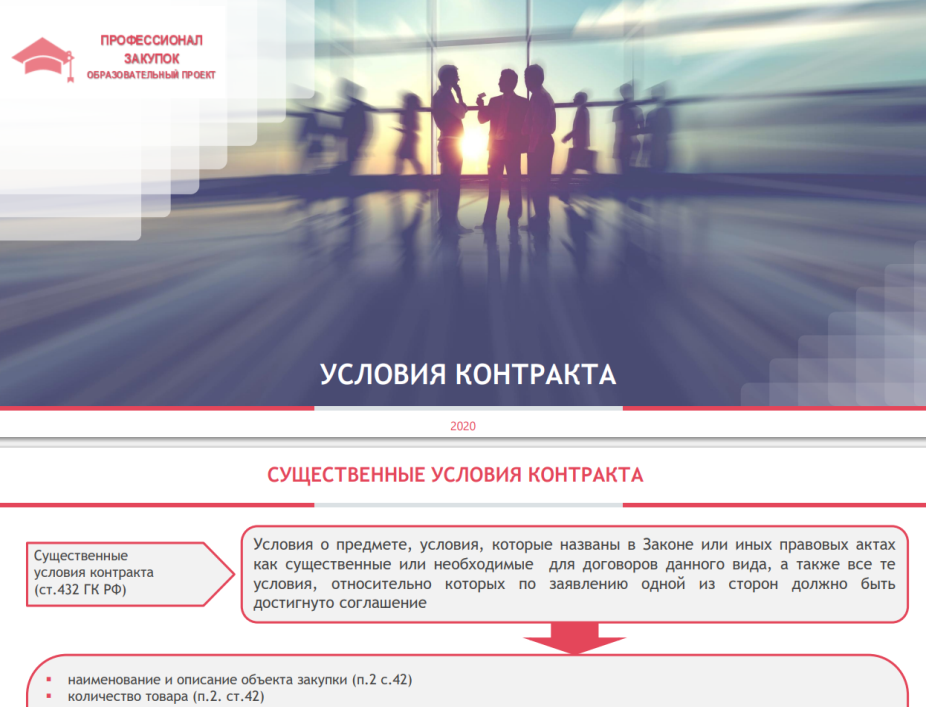 ПРОФЕССИОНАЛ
ЗАКУПОК
ОБРАЗОВАТЕЛЬНЫЙ ПРОЕКТ
УСЛОВИЯ КОНТРАКТА
2020
СУЩЕСТВЕННЫЕ УСЛОВИЯ КОНТРАКТА
Существенные
условия контракта
(ст.432 ГК РФ)
Условия о предмете, условия, которые названы в Законе или иных правовых актах
как существенные или необходимые для договоров данного вида, а также все те
условия, относительно которых по заявлению одной из сторон должно быть
достигнуто соглашение
▪ наименование и описание объекта закупки (п.2 с.42)
▪ количество товара (п.2. ст.42)